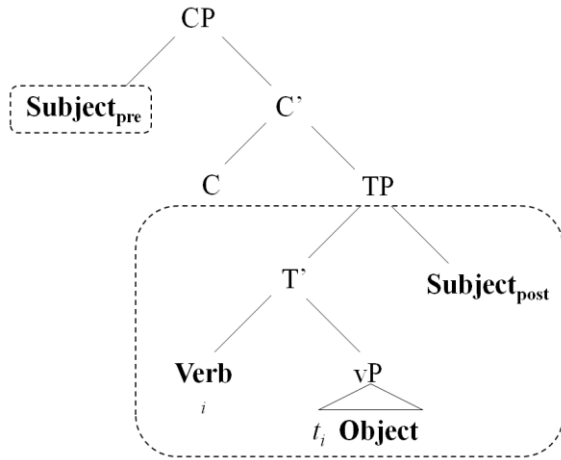 CP
Subjectpre
C’
C
TP
T’
Subjectpost
Verb
vP
i
ti Object